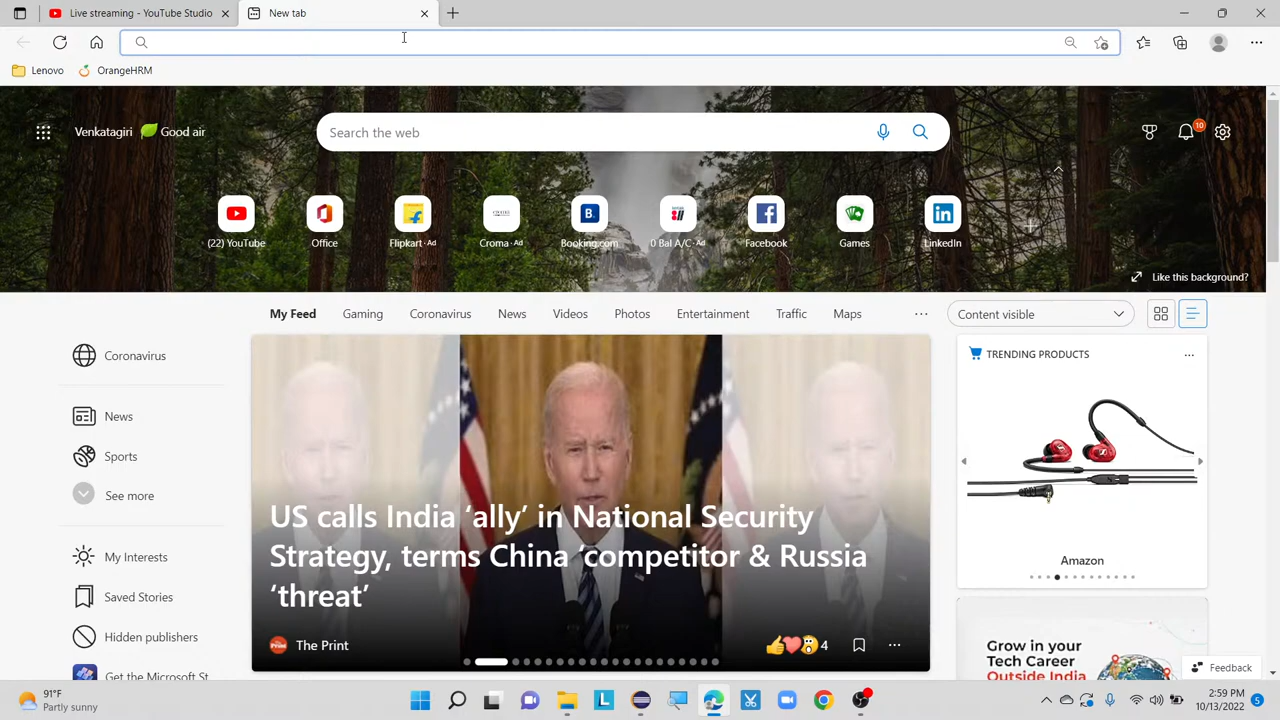 Live streaming - YouTube Studio
New tab
Lenovo
OrangeHRM
Venkatagiri
Good air
Search the web
10
(22) YouTube
Office
Flipkart · Ad
Croma · Ad
Booking.com
0 Bal A/C · Ad
Facebook
Games
LinkedIn
Like this background?
My Feed
Gaming
Coronavirus
News
Videos
Photos
Entertainment
Traffic
Maps
Content visible
Coronavirus
News
Sports
See more
My Interests
Saved Stories
Hidden publishers
Get the Microsoft St
US calls India ‘ally’ in National Security
Strategy, terms China ‘competitor & Russia
‘threat’
The Print
4
TRENDING PRODUCTS
Amazon
Grow in your
Tech Career
Outside India
Feedback
91°F
Partly sunny
2:59 PM
10/13/2022
5